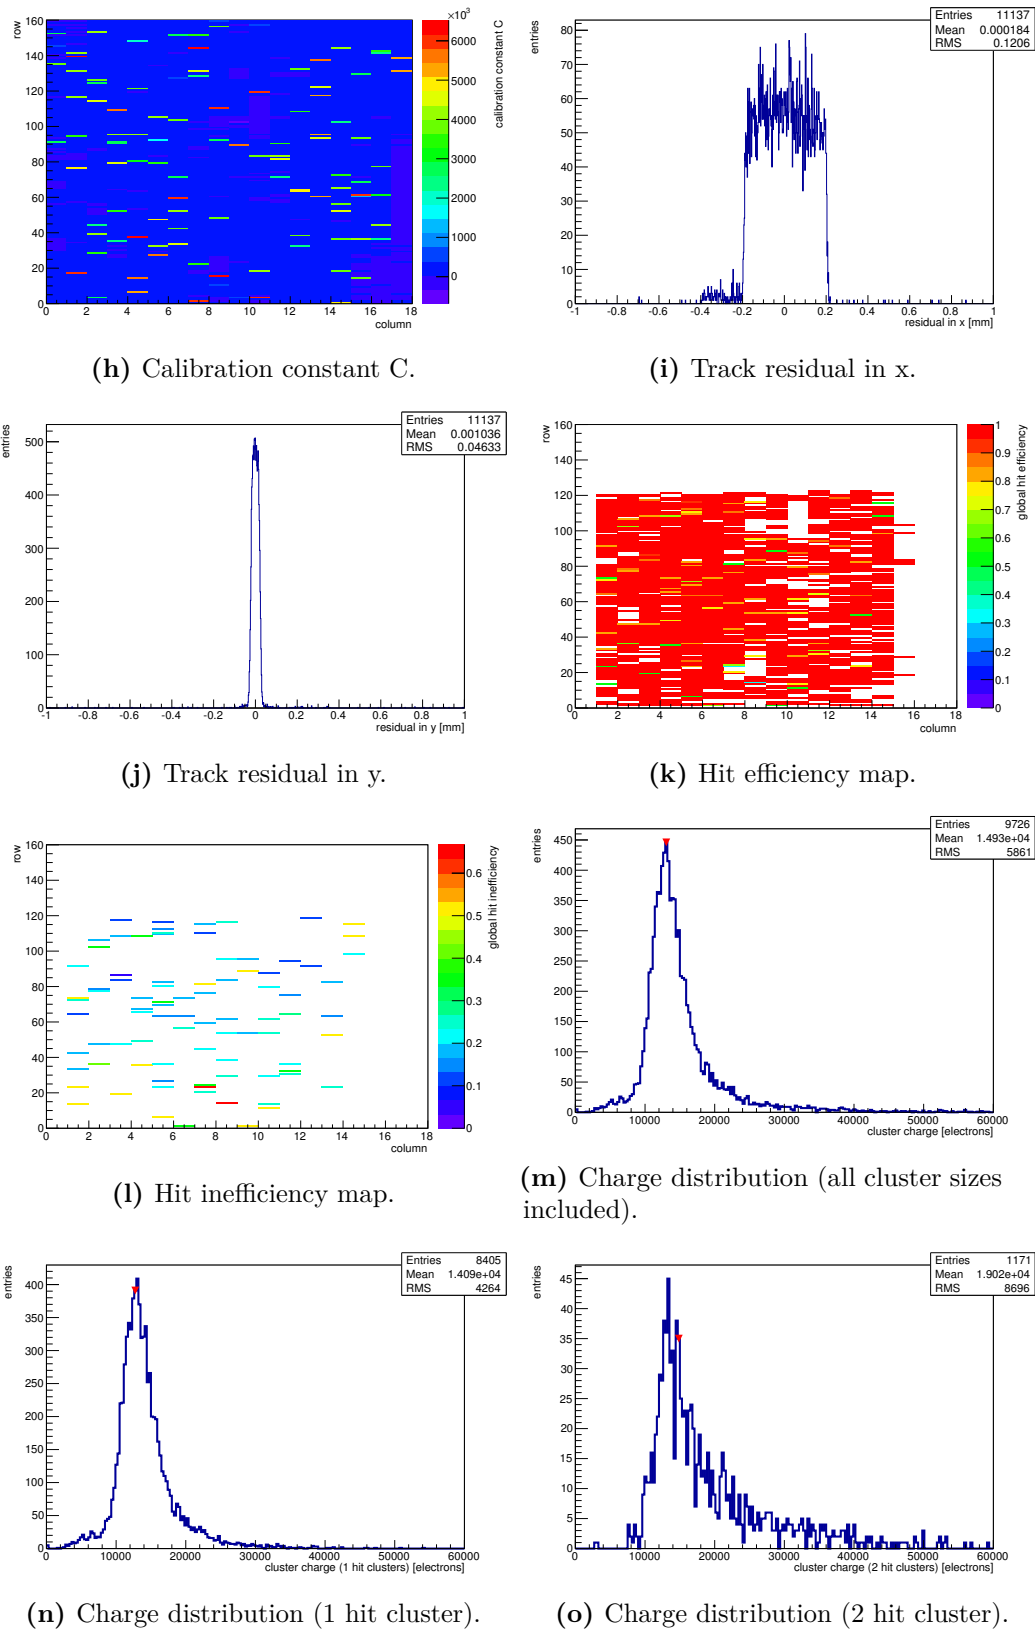 ×10³
row
160
140
120
100
80
60
40
20
0
0 2 4 6 8 10 12 14 16 18
column
6000
5000
4000
3000
2000
1000
0
calibration constant C
(h) Calibration constant C.
Entries 11137
Mean 0.000184
RMS 0.1206
entries
80
70
60
50
40
30
20
10
0
-1 -0.8 -0.6 -0.4 -0.2 0 0.2 0.4 0.6 0.8 1
residual in x [mm]
(i) Track residual in x.
Entries 11137
Mean 0.001036
RMS 0.04633
entries
500
400
300
200
100
0
-1 -0.8 -0.6 -0.4 -0.2 0 0.2 0.4 0.6 0.8 1
residual in y [mm]
(j) Track residual in y.
row
160
140
120
100
80
60
40
20
0
0 2 4 6 8 10 12 14 16 18
column
1
0.9
0.8
0.7
0.6
0.5
0.4
0.3
0.2
0.1
0
global hit efficiency
(k) Hit efficiency map.
row
160
140
120
100
80
60
40
20
0
0 2 4 6 8 10 12 14 16 18
column
0.6
0.5
0.4
0.3
0.2
0.1
0
global hit inefficiency
(l) Hit inefficiency map.
Entries 9726
Mean 1.493e+04
RMS 5861
entries
450
400
350
300
250
200
150
100
50
0
0 10000 20000 30000 40000 50000 60000
cluster charge [electrons]
(m) Charge distribution (all cluster sizes
included).
Entries 8405
Mean 1.409e+04
RMS 4264
entries
400
350
300
250
200
150
100
50
0
0 10000 20000 30000 40000 50000 60000
cluster charge (1 hit clusters) [electrons]
(n) Charge distribution (1 hit cluster).
Entries 1171
Mean 1.902e+04
RMS 8696
entries
45
40
35
30
25
20
15
10
5
0
0 10000 20000 30000 40000 50000 60000
cluster charge (2 hit clusters) [electrons]
(o) Charge distribution (2 hit cluster).